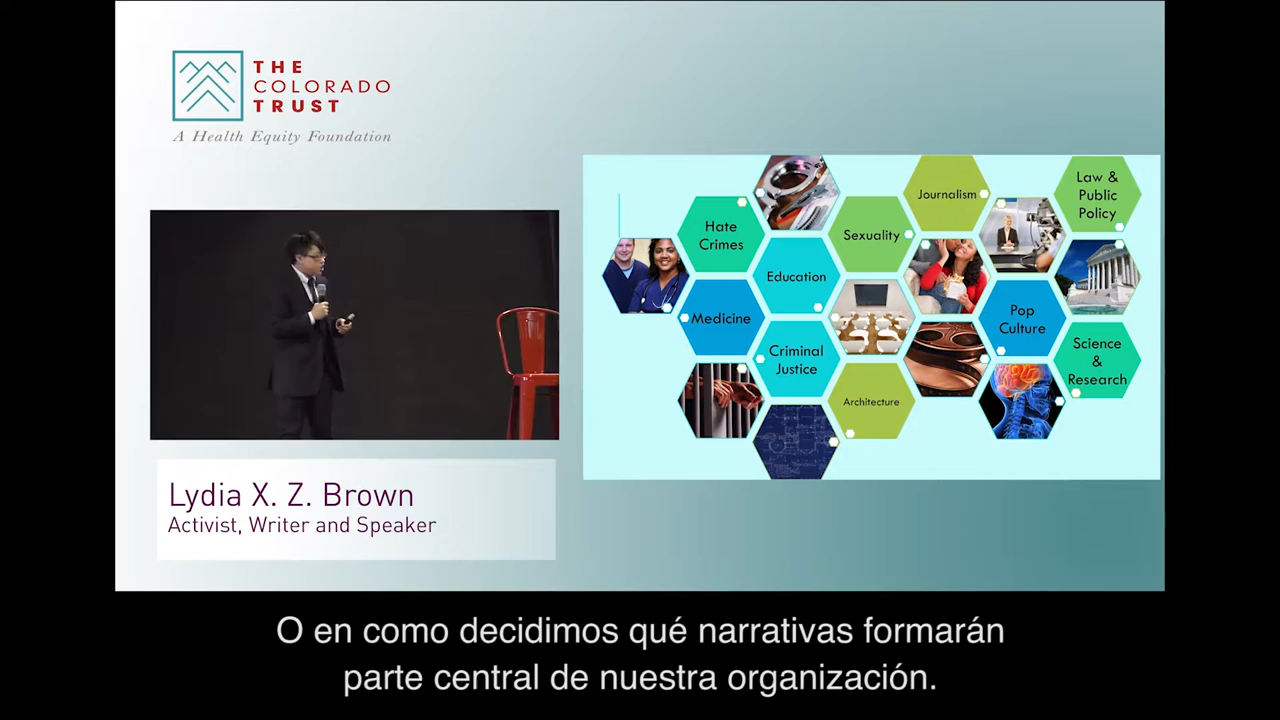 THE
COLORADO
TRUST
A Health Equity Foundation
Lydia X. Z. Brown
Activist, Writer and Speaker
Hate
Crimes
Medicine
Education
Criminal
Justice
Sexuality
Architecture
Journalism
Pop
Culture
Law &
Public
Policy
Science
&
Research
O en como decidimos qué narrativas formarán
parte central de nuestra organización.